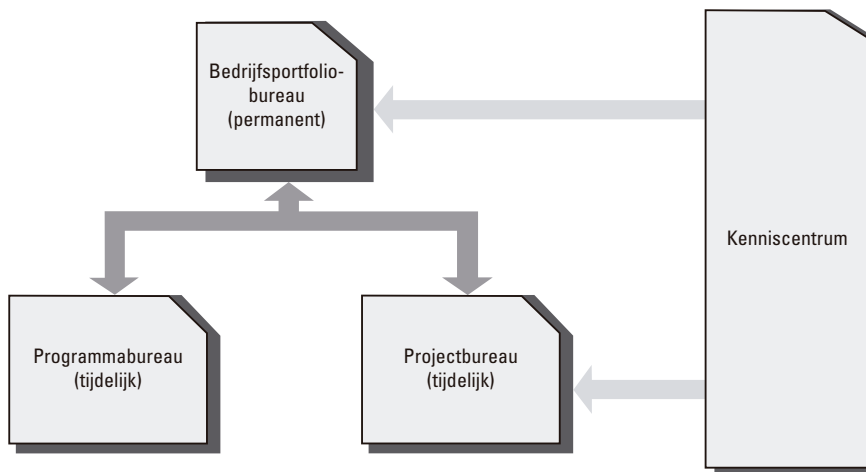 Bedrijfsportfolio-
bureau
(permanent)
Kenniscentrum
Programmabureau
(tijdelijk)
Projectbureau
(tijdelijk)